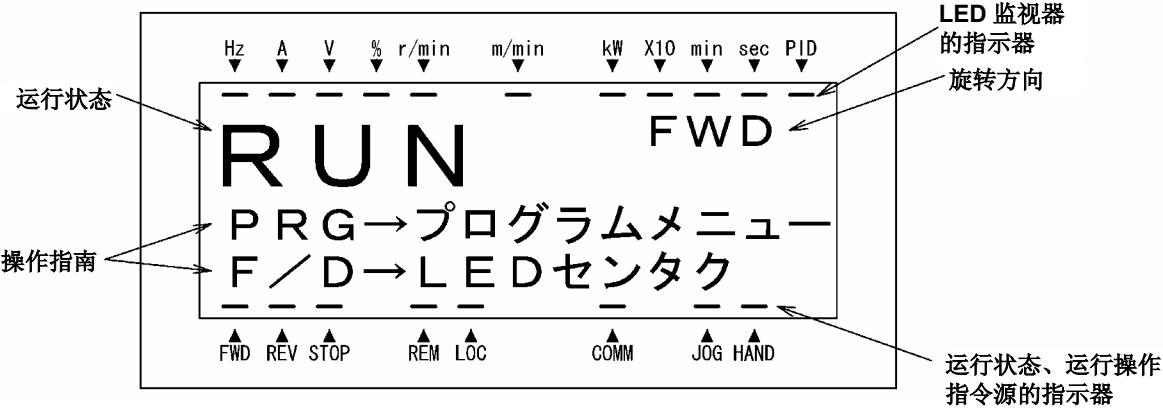 LED 监视器
的指示器
Hz A V % r/min m/min kW X10 min sec PID
旋转方向
运行状态
FWD
RUN
PRG→プログラムメニュー
操作指南
F/D→LEDセンタク
FWD REV STOP REM LOC COMM JOG HAND
运行状态、运行操作
指令源的指示器